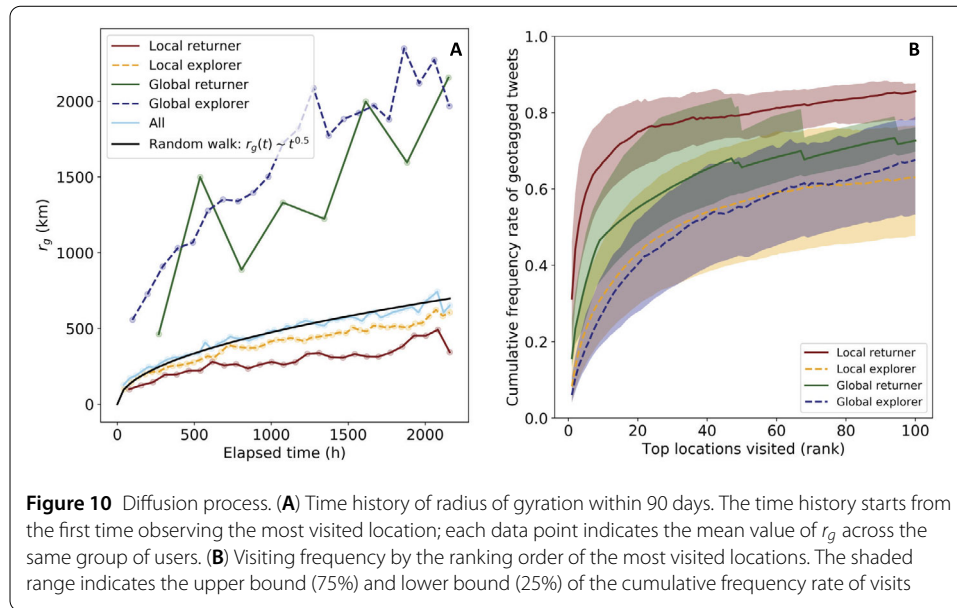 A
Local returner
Local explorer
Global returner
Global explorer
All
Random walk: r_g(t) ~ t^0.5
2000
1500
1000
500
0
r_g (km)
0 500 1000 1500 2000
Elapsed time (h)
B
1.0
0.8
0.6
0.4
0.2
0.0
Cumulative frequency rate of geotagged tweets
Local returner
Local explorer
Global returner
Global explorer
0 20 40 60 80 100
Top locations visited (rank)
Figure 10 Diffusion process. (A) Time history of radius of gyration within 90 days. The time history starts from
the first time observing the most visited location; each data point indicates the mean value of r_g across the
same group of users. (B) Visiting frequency by the ranking order of the most visited locations. The shaded
range indicates the upper bound (75%) and lower bound (25%) of the cumulative frequency rate of visits